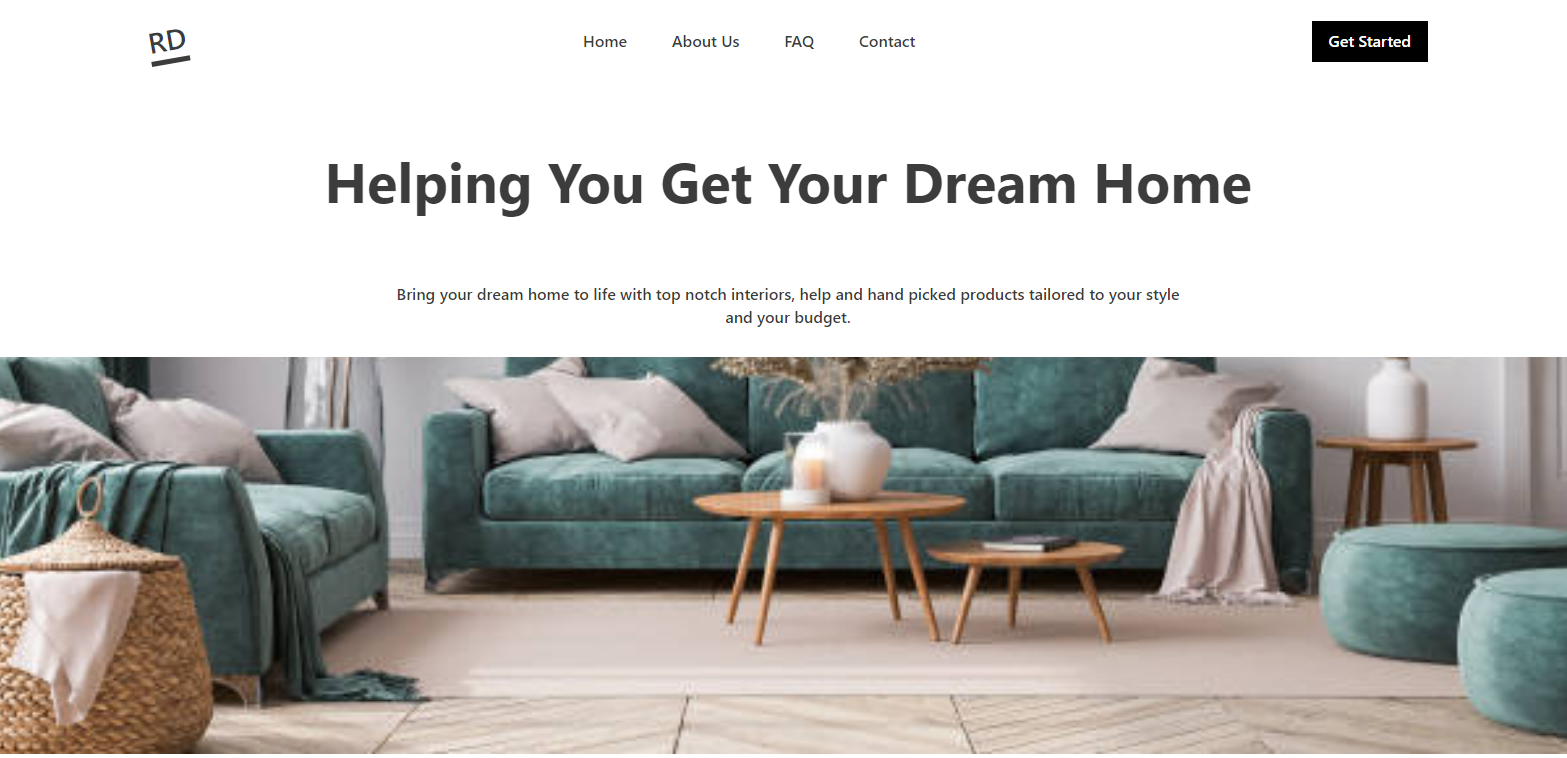 RD
Home About Us FAQ Contact Get Started
Helping You Get Your Dream Home
Bring your dream home to life with top notch interiors, help and hand picked products tailored to your style
and your budget.